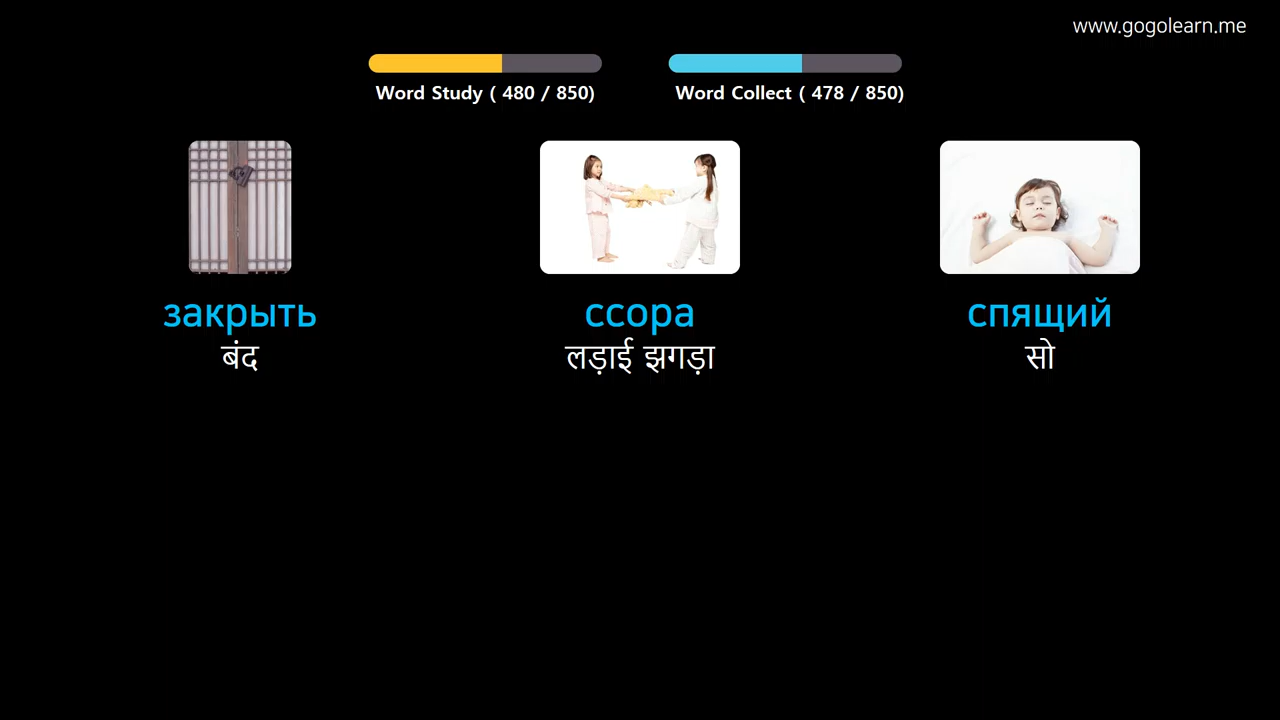 www.gogolearn.me
Word Study ( 480 / 850)
Word Collect ( 478 / 850)
закрыть
ссора
спящий
बंद
लड़ाई झगड़ा
सो